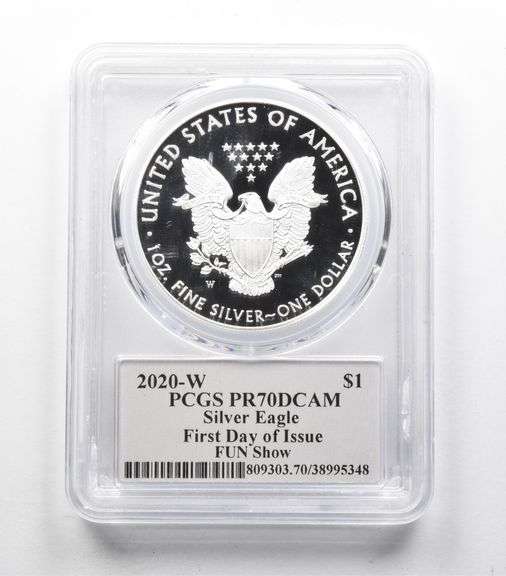 UNITED STATES OF AMERICA
W
1 OZ. FINE SILVER~ONE DOLLAR
2020-W $1
PCGS PR70DCAM
Silver Eagle
First Day of Issue
FUN Show
809303.70/38995348